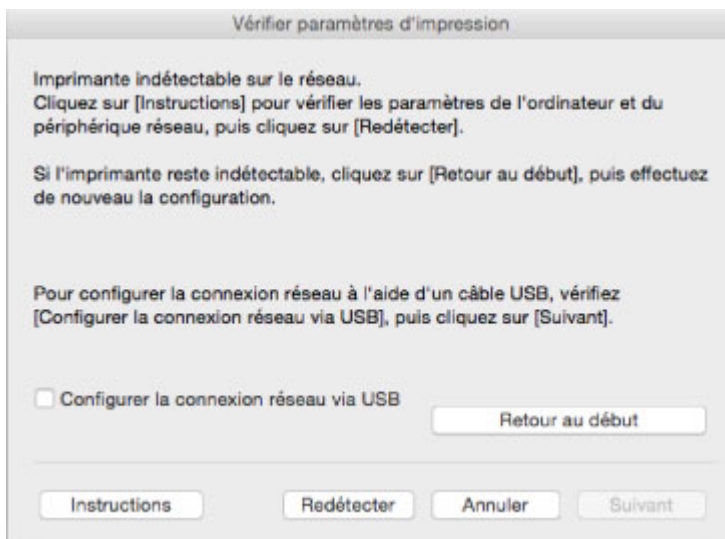 Vérifier paramètres d'impression
Imprimante indétectable sur le réseau.
Cliquez sur [Instructions] pour vérifier les paramètres de l'ordinateur et du
périphérique réseau, puis cliquez sur [Redétecter].
Si l'imprimante reste indétectable, cliquez sur [Retour au début], puis effectuez
de nouveau la configuration.
Pour configurer la connexion réseau à l'aide d'un câble USB, vérifiez
[Configurer la connexion réseau via USB], puis cliquez sur [Suivant].
Configurer la connexion réseau via USB
Retour au début
Instructions
Redétecter
Annuler
Suivant